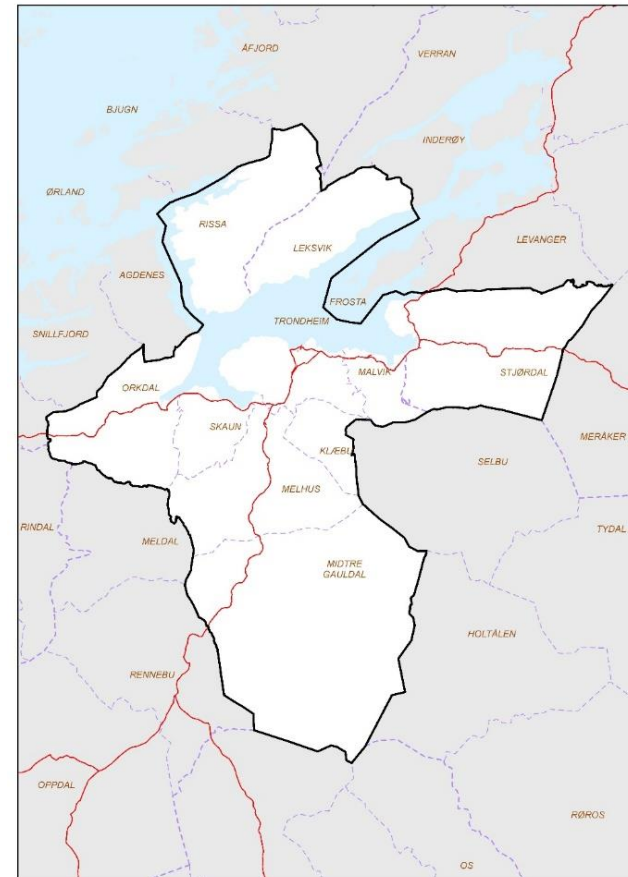 ÅFJORD
VERRAN
BJUGN
INDERØY
ØRLAND
RISSA
LEKSVIK
LEVANGER
AGDENES
FROSTA
TRONDHEIM
SNILLFJORD
MALVIK
STJØRDAL
ORKDAL
SKAUN
KLÆBU
MERÅKER
SELBU
MELHUS
RINDAL
TYDAL
MELDAL
MIDTRE
GAULDAL
HOLTÅLEN
RENNEBU
OPPDAL
RØROS
OS